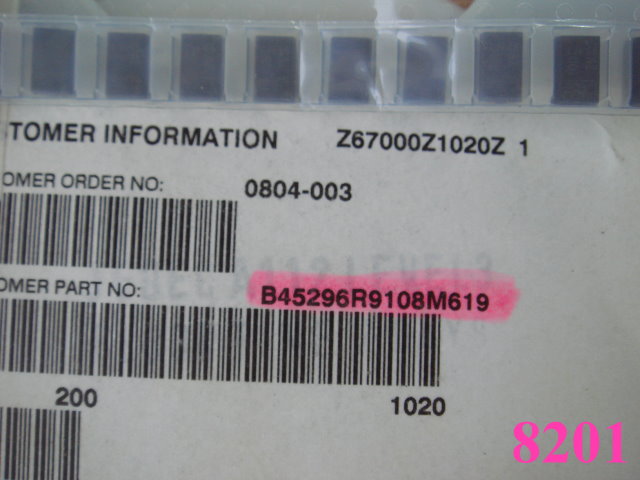 TOMER INFORMATION Z67000Z1020Z 1
OMER ORDER NO: 0804-003
OMER PART NO: B45296R9108M619
200 1020
8201